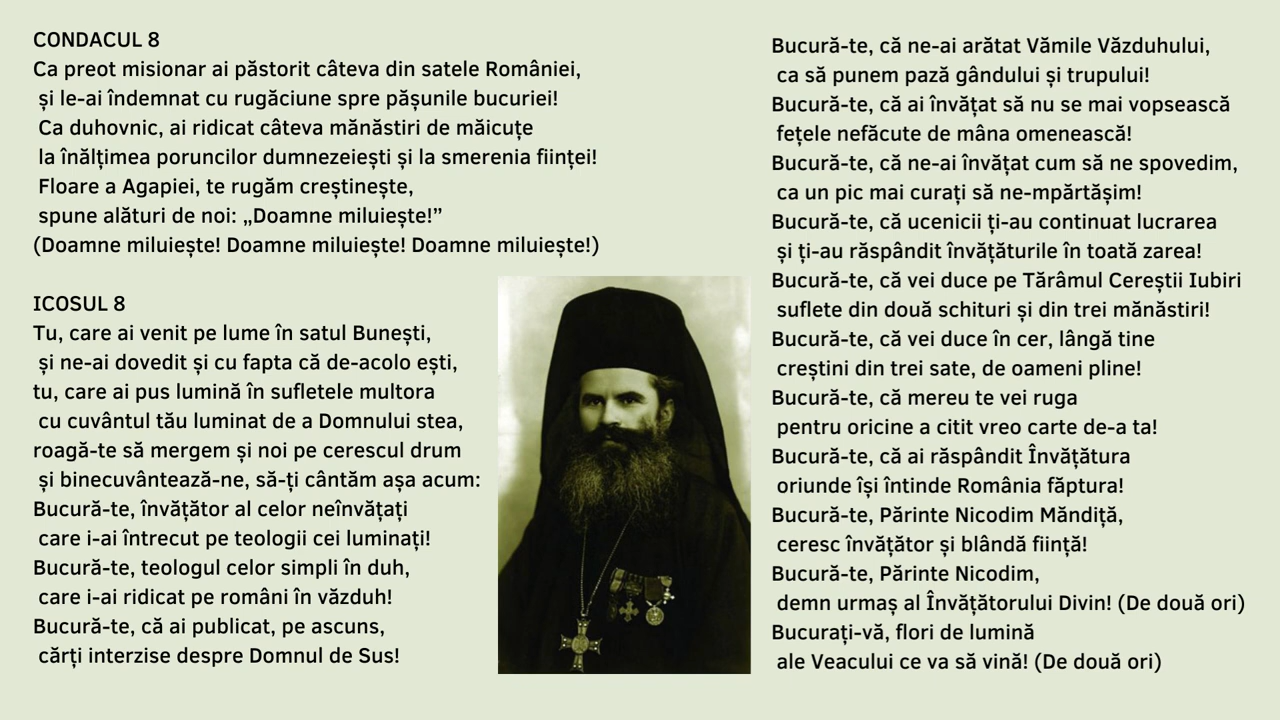 CONDACUL 8
Ca preot misionar ai păstorit câteva din satele României,
și le-ai îndemnat cu rugăciune spre pășunile bucuriei!
Ca duhovnic, ai ridicat câteva mănăstiri de măicuțe
la înălțimea poruncilor dumnezeiești și la smerenia ființei!
Floare a Agapiei, te rugăm creștinește,
spune alături de noi: „Doamne miluiește!”
(Doamne miluiește! Doamne miluiește! Doamne miluiește!)
ICOSUL 8
Tu, care ai venit pe lume în satul Bunești,
și ne-ai dovedit și cu fapta că de-acolo ești,
tu, care ai pus lumină în sufletele multora
cu cuvântul tău luminat de a Domnului stea,
roagă-te să mergem și noi pe cerescul drum
și binecuvântează-ne, să-ți cântăm așa acum:
Bucură-te, învățător al celor neînvățați
care i-ai întrecut pe teologii cei luminați!
Bucură-te, teologul celor simpli în duh,
care i-ai ridicat pe români în văzduh!
Bucură-te, că ai publicat, pe ascuns,
cărți interzise despre Domnul de Sus!
Bucură-te, că ne-ai arătat Vămile Văzduhului,
ca să punem pază gândului și trupului!
Bucură-te, că ai învățat să nu se mai vopsească
fețele nefăcute de mâna omenească!
Bucură-te, că ne-ai învățat cum să ne spovedim,
ca un pic mai curați să ne-mpărtășim!
Bucură-te, că ucenicii ți-au continuat lucrarea
și ți-au răspândit învățăturile în toată zarea!
Bucură-te, că vei duce pe Tărâmul Cereștii Iubiri
suflete din două schituri și din trei mănăstiri!
Bucură-te, că vei duce în cer, lângă tine
creștini din trei sate, de oameni pline!
Bucură-te, că mereu te vei ruga
pentru oricine a citit vreo carte de-a ta!
Bucură-te, că ai răspândit Învățătura
oriunde își întinde România făptura!
Bucură-te, Părinte Nicodim Măndiță,
ceresc învățător și blândă ființă!
Bucură-te, Părinte Nicodim,
demn urmaș al Învățătorului Divin! (De două ori)
Bucurați-vă, flori de lumină
ale Veacului ce va să vină! (De două ori)